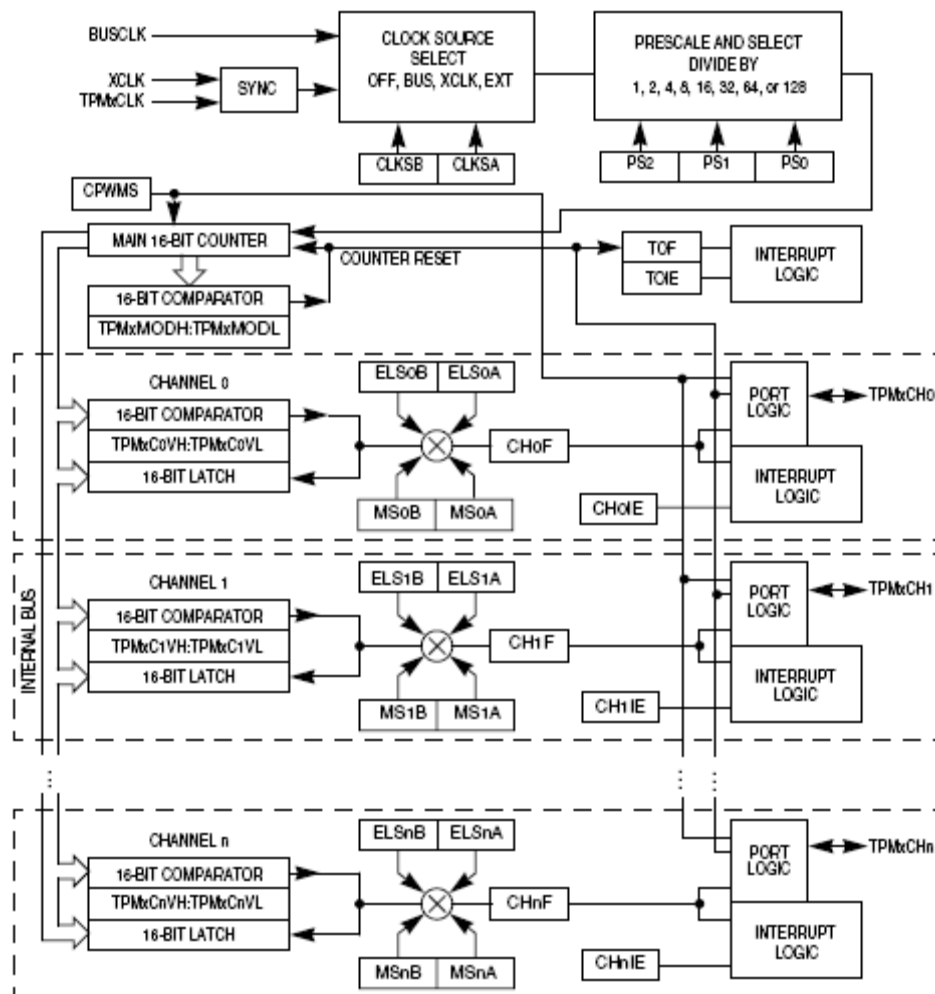 BUSCLK
XCLK
TPMxCLK
SYNC
CLOCK SOURCE
SELECT
OFF, BUS, XCLK, EXT
PRESCALE AND SELECT
DIVIDE BY
1, 2, 4, 8, 16, 32, 64, or 128
CLKSB
CLKSA
PS2
PS1
PS0
CPWMS
MAIN 16-BIT COUNTER
COUNTER RESET
16-BIT COMPARATOR
TPMxMODH:TPMxMODL
TOF
TOIE
INTERRUPT
LOGIC
INTERNAL BUS
CHANNEL 0
16-BIT COMPARATOR
TPMxC0VH:TPMxC0VL
16-BIT LATCH
ELS0B
ELS0A
MS0B
MS0A
CH0F
CH0IE
PORT
LOGIC
INTERRUPT
LOGIC
TPMxCH0
CHANNEL 1
16-BIT COMPARATOR
TPMxC1VH:TPMxC1VL
16-BIT LATCH
ELS1B
ELS1A
MS1B
MS1A
CH1F
CH1IE
PORT
LOGIC
INTERRUPT
LOGIC
TPMxCH1
...
...
...
CHANNEL n
16-BIT COMPARATOR
TPMxCnVH:TPMxCnVL
16-BIT LATCH
ELSnB
ELSnA
MSnB
MSnA
CHnF
CHnIE
PORT
LOGIC
INTERRUPT
LOGIC
TPMxCHn